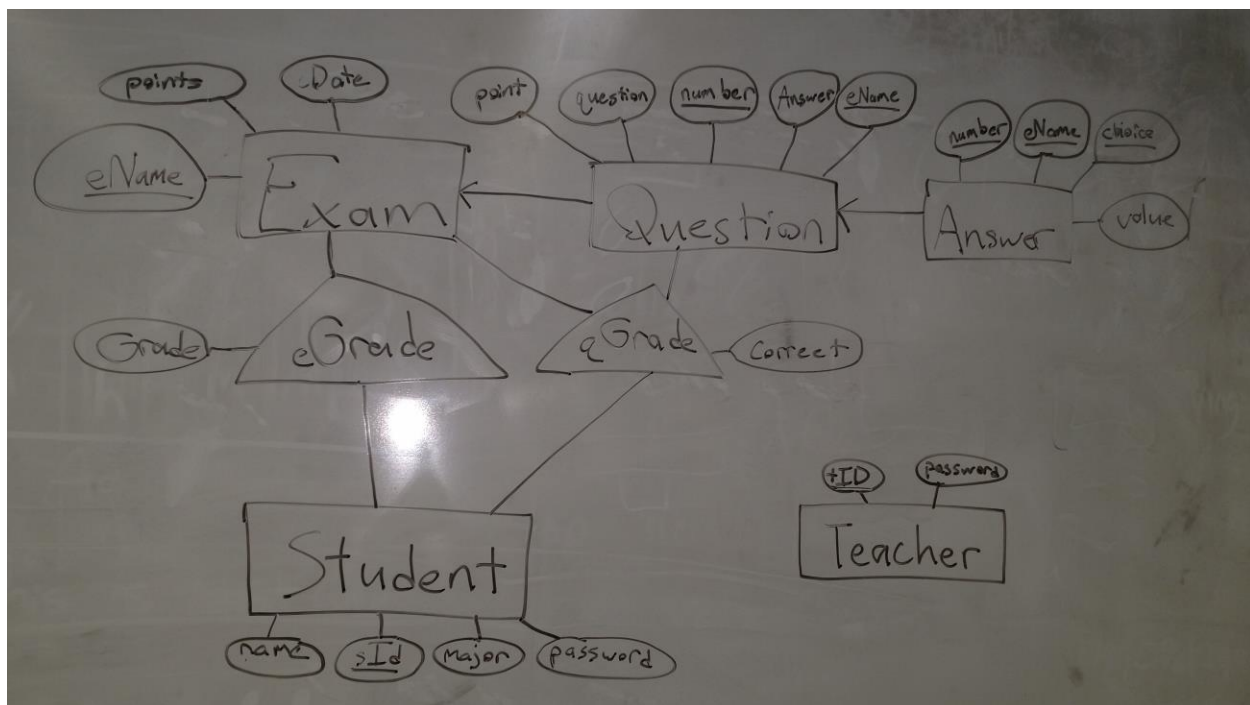 points
cDate
point
question
number
Answer
eName
number
eName
choice
eName
Exam
Question
Answer
value
Grade
eGrade
qGrade
Correct
tID
password
Student
Teacher
name
sId
major
password